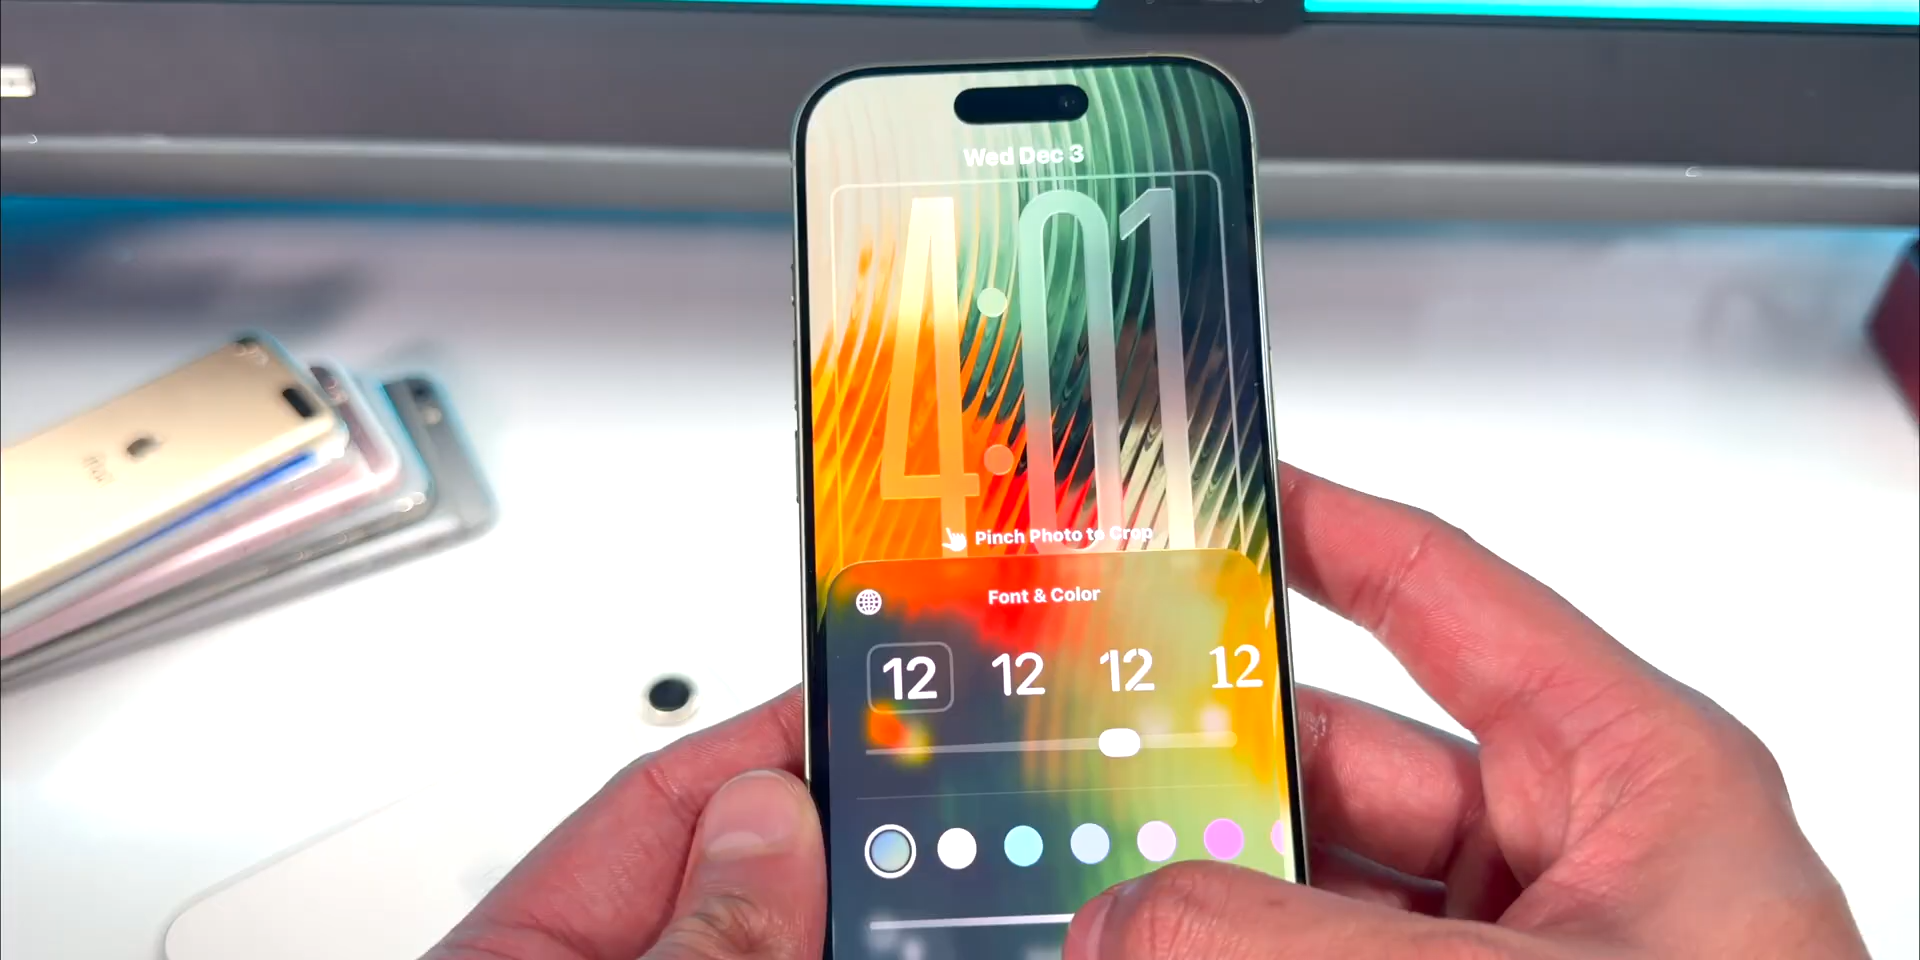 Wed Dec 3
4:01
Pinch Photo to Crop
Font & Color
12 12 12 12